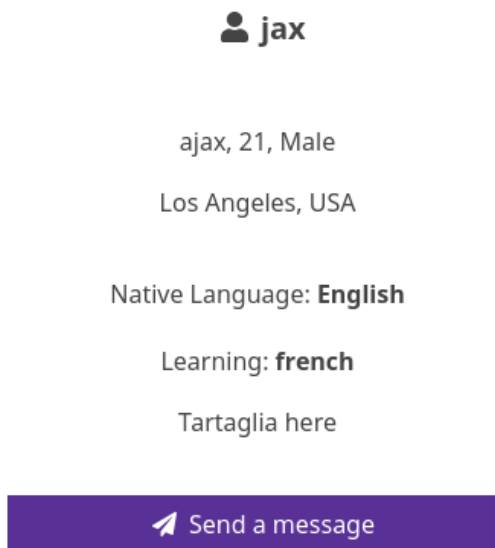 jax
ajax, 21, Male
Los Angeles, USA
Native Language: English
Learning: french
Tartaglia here
Send a message